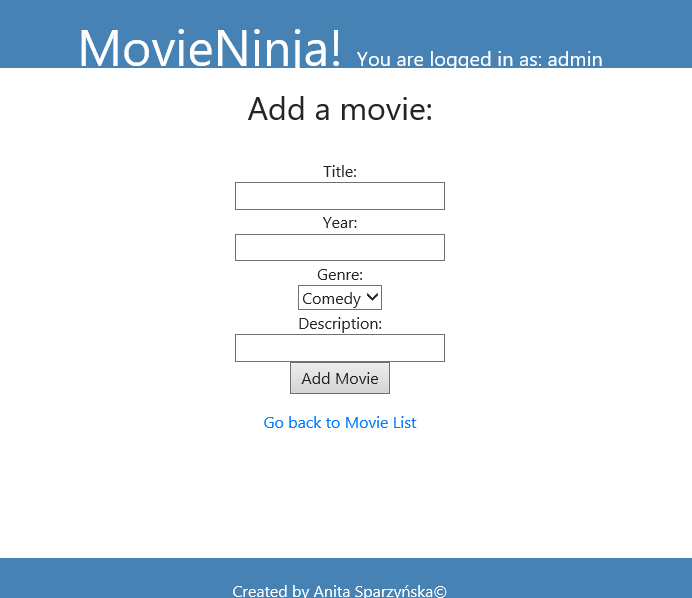 MovieNinja! You are logged in as: admin
Add a movie:
Title:
Year:
Genre:
Comedy
Description:
Add Movie
Go back to Movie List
Created by Anita Sparzyńska©